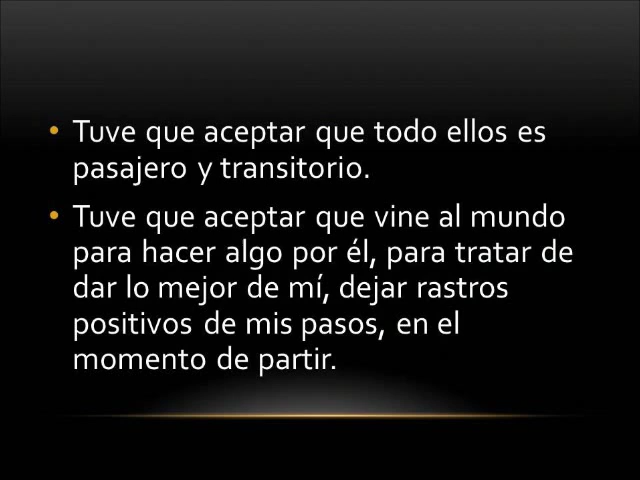 • Tuve que aceptar que todo ellos es
pasajero y transitorio.
• Tuve que aceptar que vine al mundo
para hacer algo por él, para tratar de
dar lo mejor de mí, dejar rastros
positivos de mis pasos, en el
momento de partir.